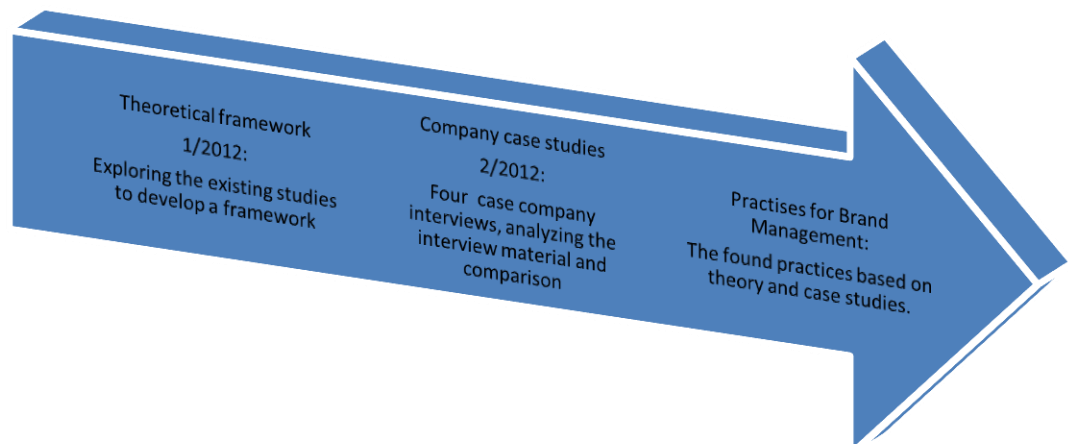 Theoretical framework
1/2012:
Exploring the existing studies
to develop a framework
Company case studies
2/2012:
Four case company
interviews, analyzing the
interview material and
comparison
Practises for Brand
Management:
The found practices based on
theory and case studies.